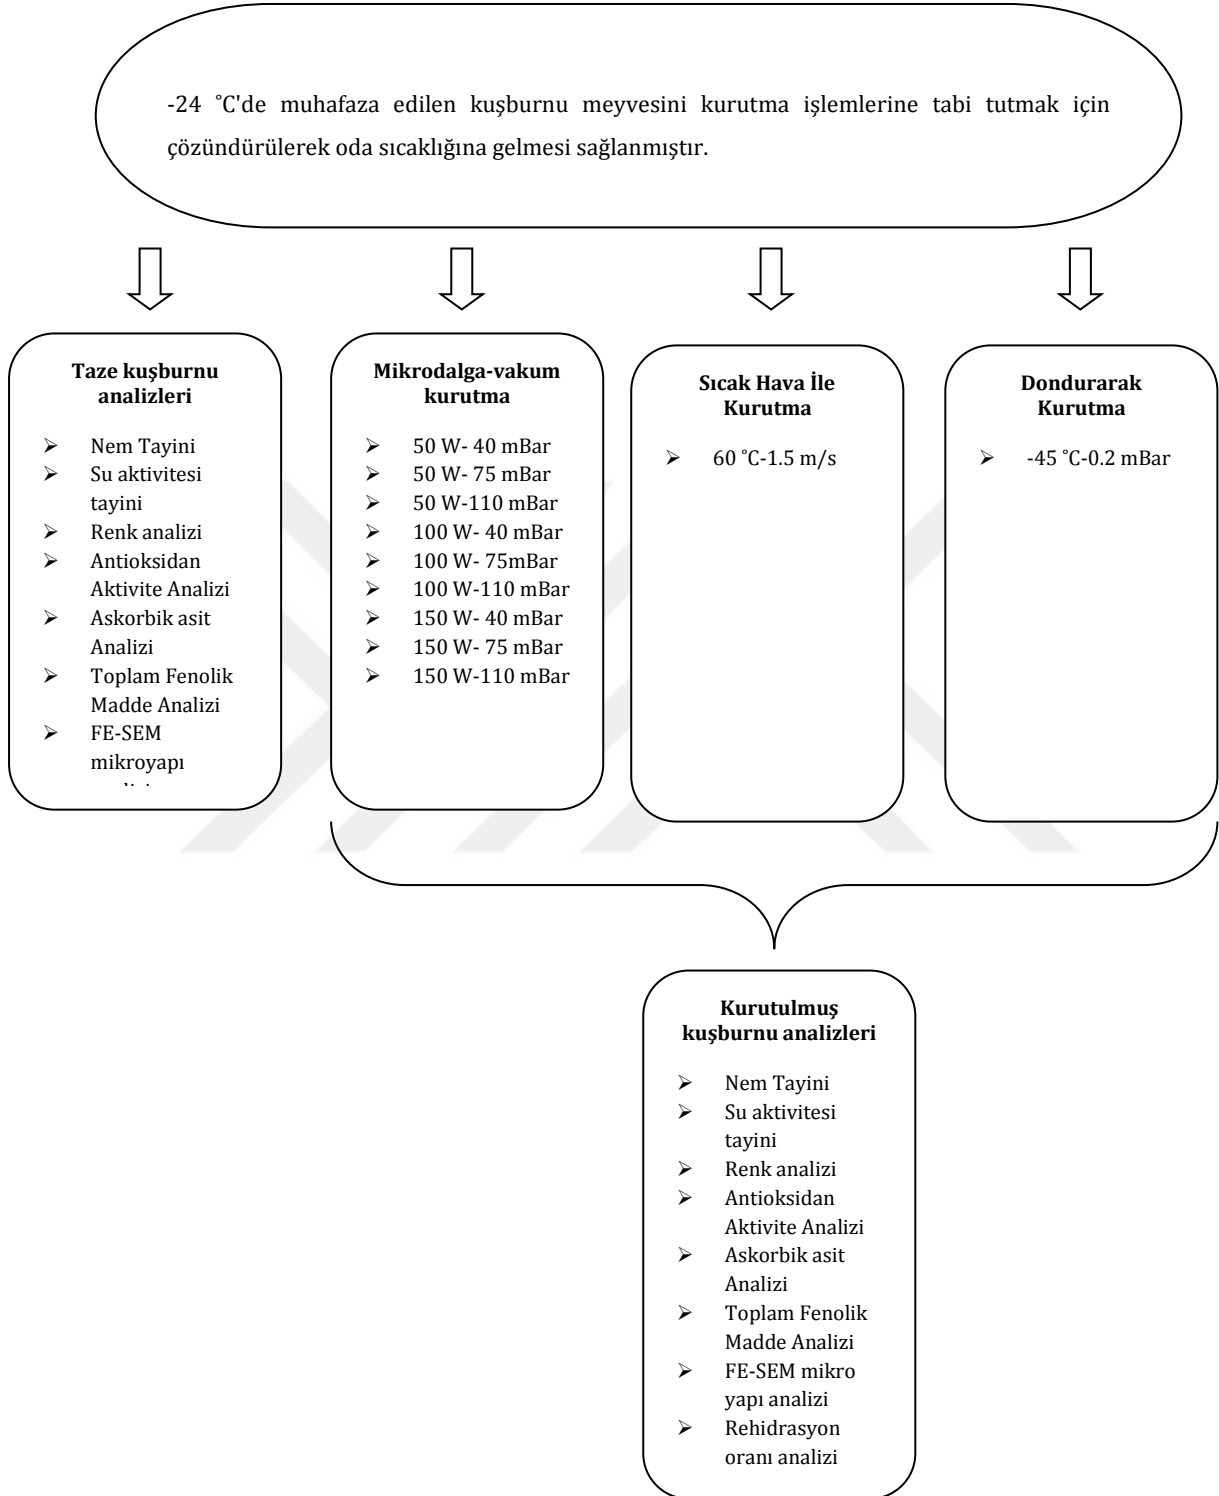 -24 ˚C'de muhafaza edilen kuşburnu meyvesini kurutma işlemlerine tabi tutmak için
çözündürülerek oda sıcaklığına gelmesi sağlanmıştır.
Taze kuşburnu
analizleri
➢ Nem Tayini
➢ Su aktivitesi
tayini
➢ Renk analizi
➢ Antioksidan
Aktivite Analizi
➢ Askorbik asit
Analizi
➢ Toplam Fenolik
Madde Analizi
➢ FE-SEM
mikroyapı
Mikrodalga-vakum
kurutma
➢ 50 W- 40 mBar
➢ 50 W- 75 mBar
➢ 50 W-110 mBar
➢ 100 W- 40 mBar
➢ 100 W- 75mBar
➢ 100 W-110 mBar
➢ 150 W- 40 mBar
➢ 150 W- 75 mBar
➢ 150 W-110 mBar
Sıcak Hava İle
Kurutma
➢ 60 ˚C-1.5 m/s
Dondurarak
Kurutma
➢ -45 ˚C-0.2 mBar
Kurutulmuş
kuşburnu analizleri
➢ Nem Tayini
➢ Su aktivitesi
tayini
➢ Renk analizi
➢ Antioksidan
Aktivite Analizi
➢ Askorbik asit
Analizi
➢ Toplam Fenolik
Madde Analizi
➢ FE-SEM mikro
yapı analizi
➢ Rehidrasyon
oranı analizi